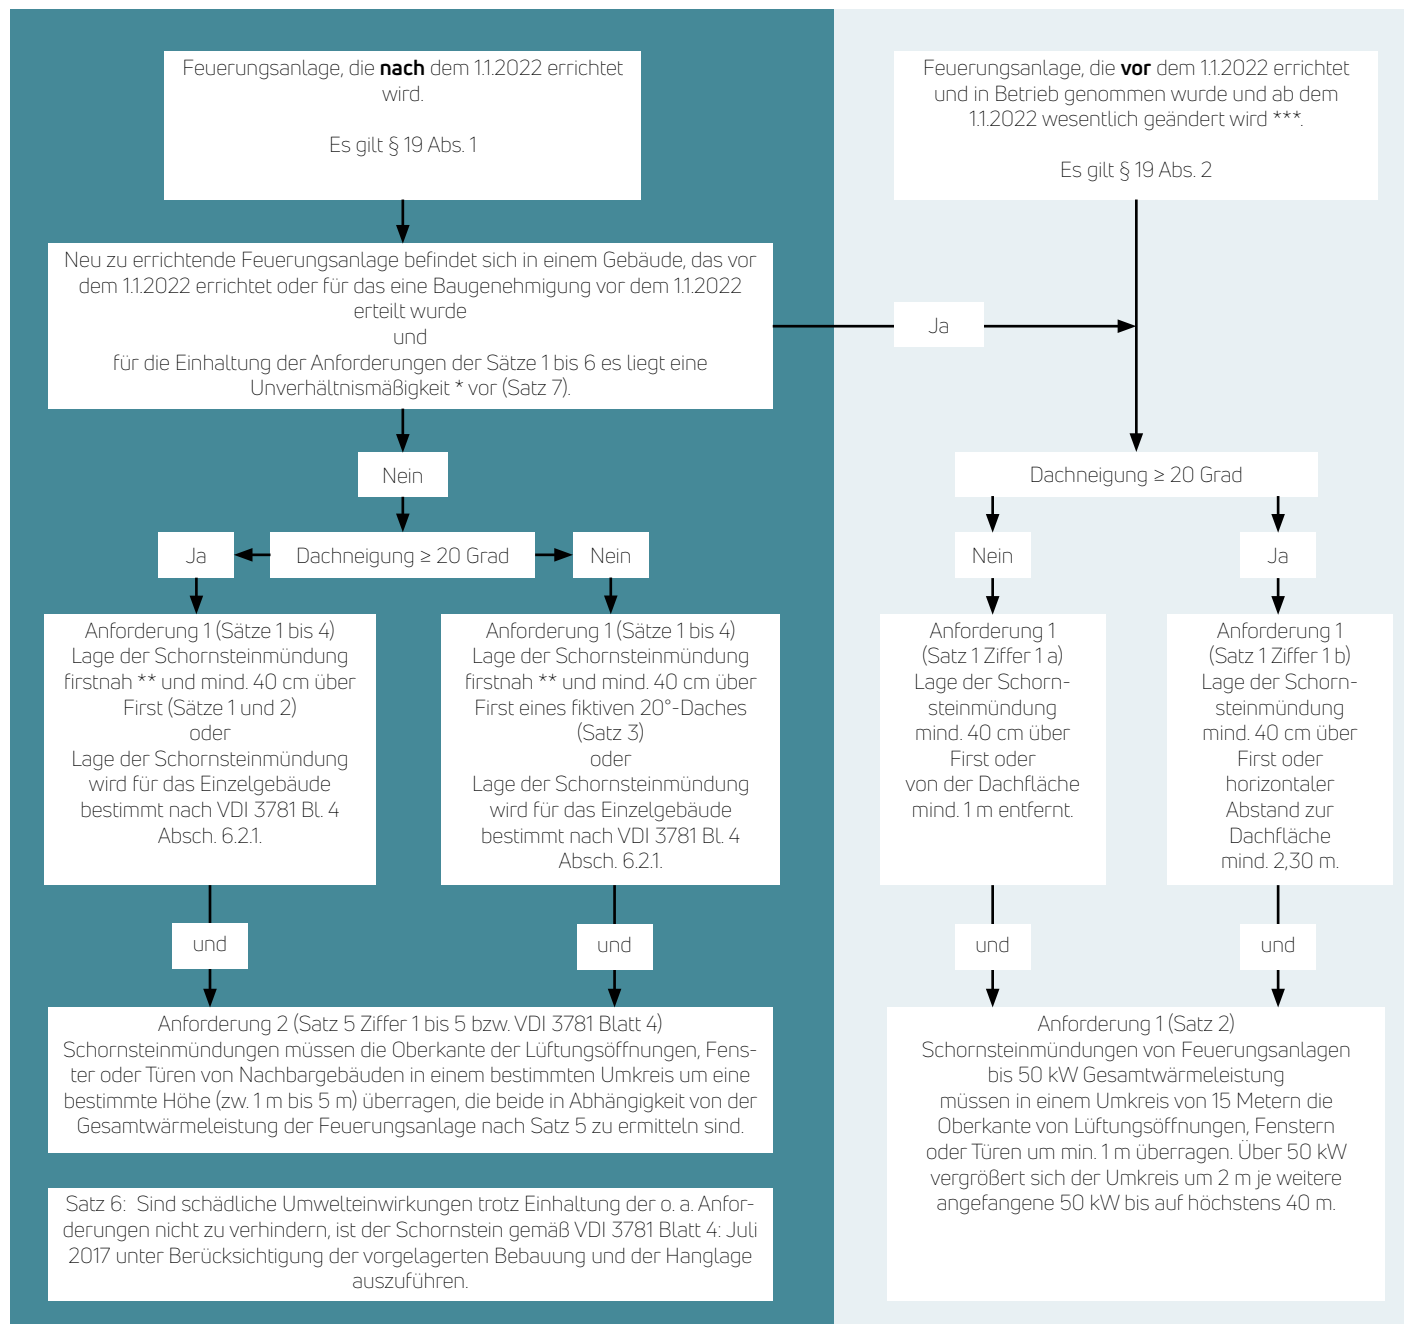 Feuerungsanlage, die nach dem 1.1.2022 errichtet
wird.
Es gilt § 19 Abs. 1
Feuerungsanlage, die vor dem 1.1.2022 errichtet
und in Betrieb genommen wurde und ab dem
1.1.2022 wesentlich geändert wird ***.
Es gilt § 19 Abs. 2
Neu zu errichtende Feuerungsanlage befindet sich in einem Gebäude, das vor
dem 1.1.2022 errichtet oder für das eine Baugenehmigung vor dem 1.1.2022
erteilt wurde
und
für die Einhaltung der Anforderungen der Sätze 1 bis 6 es liegt eine
Unverhältnismäßigkeit * vor (Satz 7).
Ja
Nein
Dachneigung ≥ 20 Grad
Ja
Dachneigung ≥ 20 Grad
Nein
Nein
Ja
Anforderung 1 (Sätze 1 bis 4)
Lage der Schornsteinmündung
firstnah ** und mind. 40 cm über
First (Sätze 1 und 2)
oder
Lage der Schornsteinmündung
wird für das Einzelgebäude
bestimmt nach VDI 3781 Bl. 4
Absch. 6.2.1.
Anforderung 1 (Sätze 1 bis 4)
Lage der Schornsteinmündung
firstnah ** und mind. 40 cm über
First eines fiktiven 20°-Daches
(Satz 3)
oder
Lage der Schornsteinmündung
wird für das Einzelgebäude
bestimmt nach VDI 3781 Bl. 4
Absch. 6.2.1.
Anforderung 1
(Satz 1 Ziffer 1 a)
Lage der Schorn-
steinmündung
mind. 40 cm über
First oder
von der Dachfläche
mind. 1 m entfernt.
Anforderung 1
(Satz 1 Ziffer 1 b)
Lage der Schorn-
steinmündung
mind. 40 cm über
First oder
horizontaler
Abstand zur
Dachfläche
mind. 2,30 m.
und
und
und
und
Anforderung 2 (Satz 5 Ziffer 1 bis 5 bzw. VDI 3781 Blatt 4)
Schornsteinmündungen müssen die Oberkante der Lüftungsöffnungen, Fens-
ter oder Türen von Nachbargebäuden in einem bestimmten Umkreis um eine
bestimmte Höhe (zw. 1 m bis 5 m) überragen, die beide in Abhängigkeit von der
Gesamtwärmeleistung der Feuerungsanlage nach Satz 5 zu ermitteln sind.
Satz 6: Sind schädliche Umwelteinwirkungen trotz Einhaltung der o. a. Anfor-
derungen nicht zu verhindern, ist der Schornstein gemäß VDI 3781 Blatt 4: Juli
2017 unter Berücksichtigung der vorgelagerten Bebauung und der Hanglage
auszuführen.
Anforderung 1 (Satz 2)
Schornsteinmündungen von Feuerungsanlagen
bis 50 kW Gesamtwärmeleistung
müssen in einem Umkreis von 15 Metern die
Oberkante von Lüftungsöffnungen, Fenstern
oder Türen um min. 1 m überragen. Über 50 kW
vergrößert sich der Umkreis um 2 m je weitere
angefangene 50 kW bis auf höchstens 40 m.